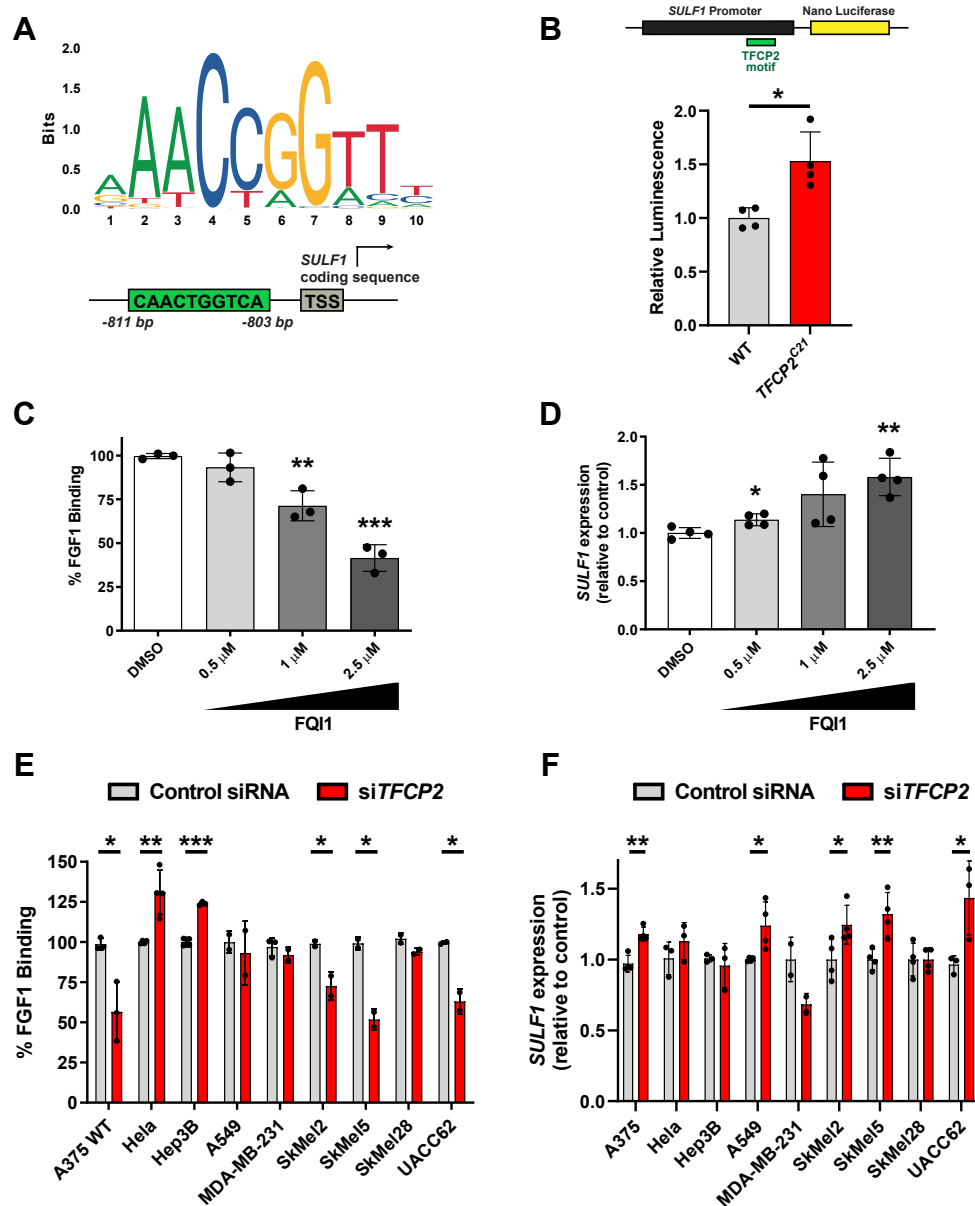 A
2.0
1.5
1.0
0.5
0.0
Bits
1 2 3 4 5 6 7 8 9 10
SULF1
coding sequence
CAACTGGTCA
TSS
-811 bp
-803 bp
B
SULF1 Promoter
Nano Luciferase
TFCP2
motif
*
2.0
1.5
1.0
0.5
0.0
Relative Luminescence
WT
TFCP2^C21
C
100
75
50
25
0
% FGF1 Binding
**
***
DMSO
0.5 μM
1 μM
2.5 μM
FQI1
D
2.0
1.5
1.0
0.5
0.0
SULF1 expression
(relative to control)
*
**
DMSO
0.5 μM
1 μM
2.5 μM
FQI1
E
Control siRNA
siTFCP2
* ** *** * * *
150
125
100
75
50
25
0
% FGF1 Binding
A375 WT
Hela
Hep3B
A549
MDA-MB-231
SkMel2
SkMel5
SkMel28
UACC62
F
Control siRNA
siTFCP2
** * * ** *
1.5
1.0
0.5
0.0
SULF1 expression
(relative to control)
A375
Hela
Hep3B
A549
MDA-MB-231
SkMel2
SkMel5
SkMel28
UACC62